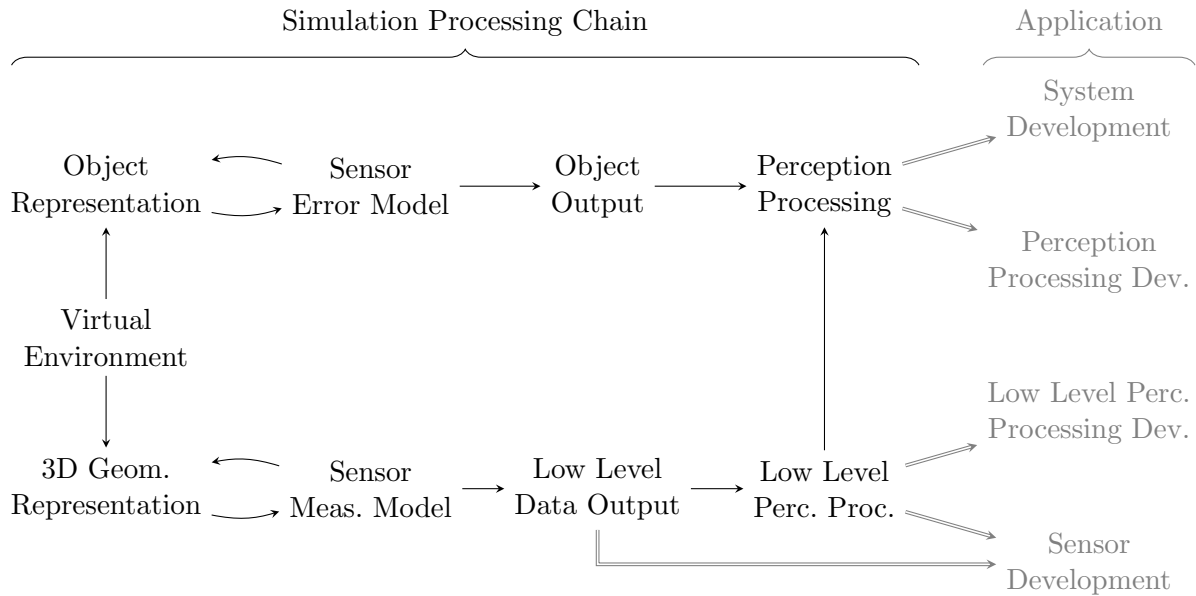 Simulation Processing Chain
Application
System
Development
Object
Representation
Sensor
Error Model
Object
Output
Perception
Processing
Perception
Processing Dev.
Virtual
Environment
Low Level Perc.
Processing Dev.
3D Geom.
Representation
Sensor
Meas. Model
Low Level
Data Output
Low Level
Perc. Proc.
Sensor
Development